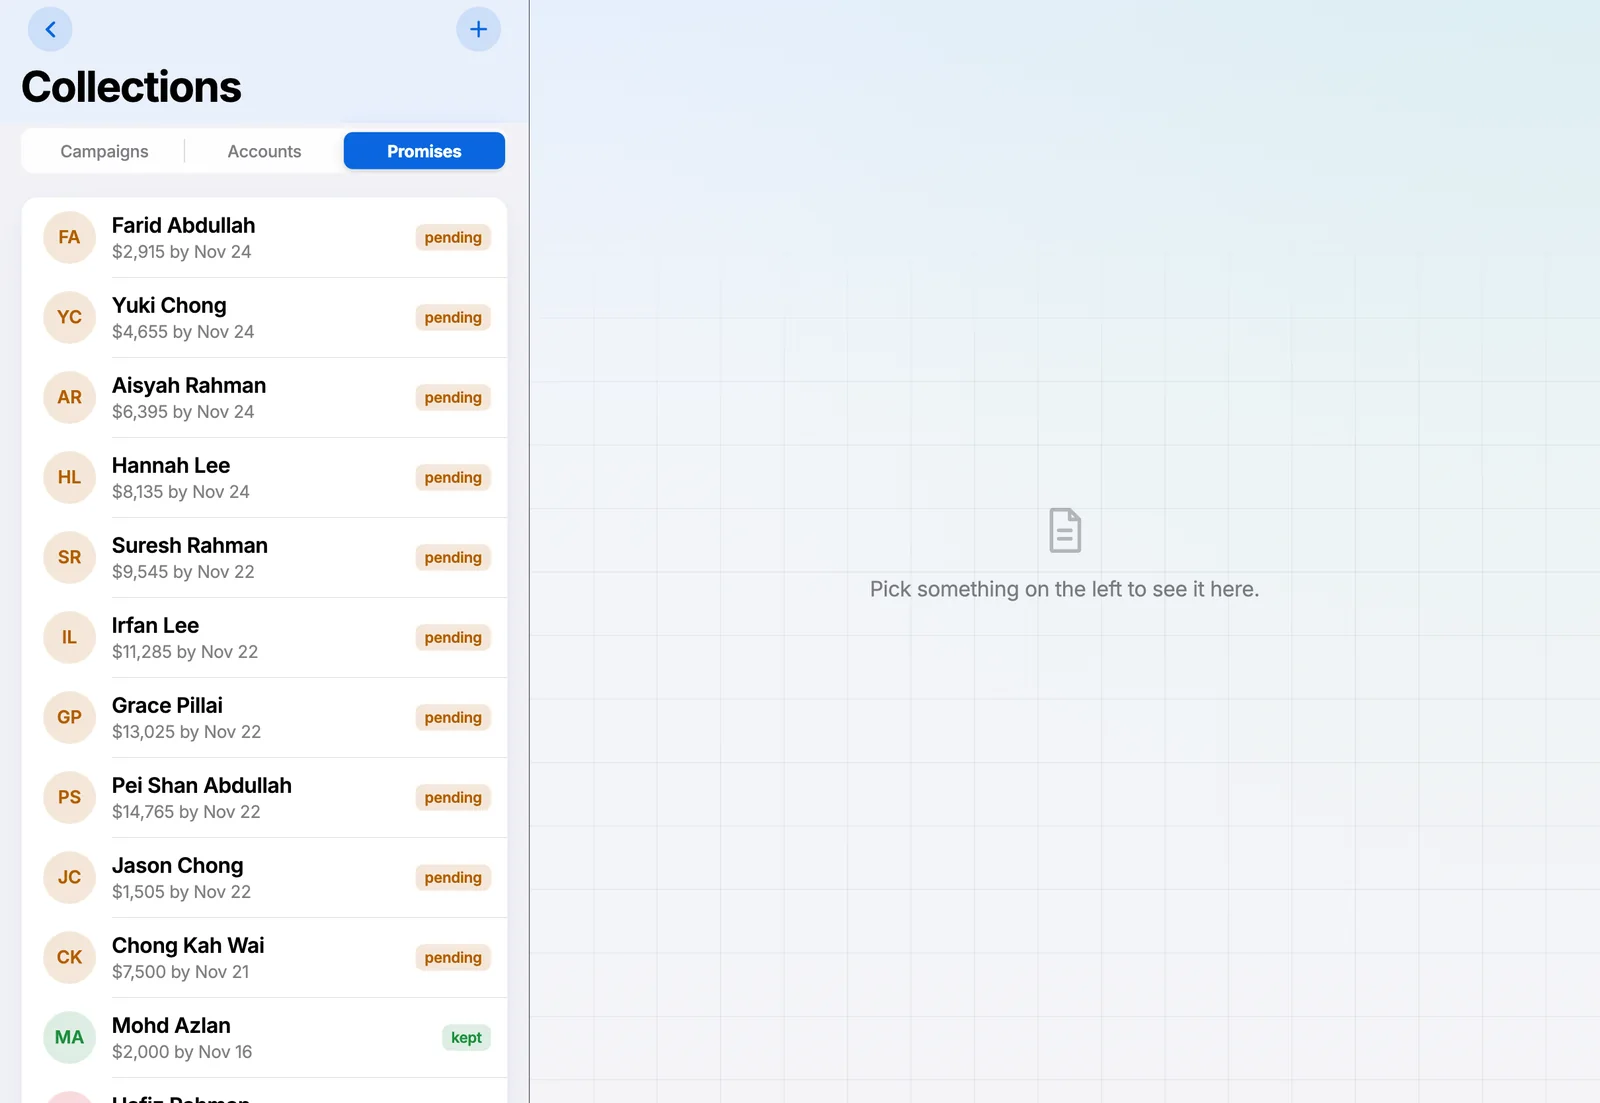 Collections
Campaigns
Accounts
Promises
FA
Farid Abdullah
$2,915 by Nov 24
pending
YC
Yuki Chong
$4,655 by Nov 24
pending
AR
Aisyah Rahman
$6,395 by Nov 24
pending
HL
Hannah Lee
$8,135 by Nov 24
pending
SR
Suresh Rahman
$9,545 by Nov 22
pending
IL
Irfan Lee
$11,285 by Nov 22
pending
GP
Grace Pillai
$13,025 by Nov 22
pending
PS
Pei Shan Abdullah
$14,765 by Nov 22
pending
JC
Jason Chong
$1,505 by Nov 22
pending
CK
Chong Kah Wai
$7,500 by Nov 21
pending
MA
Mohd Azlan
$2,000 by Nov 16
kept
Pick something on the left to see it here.